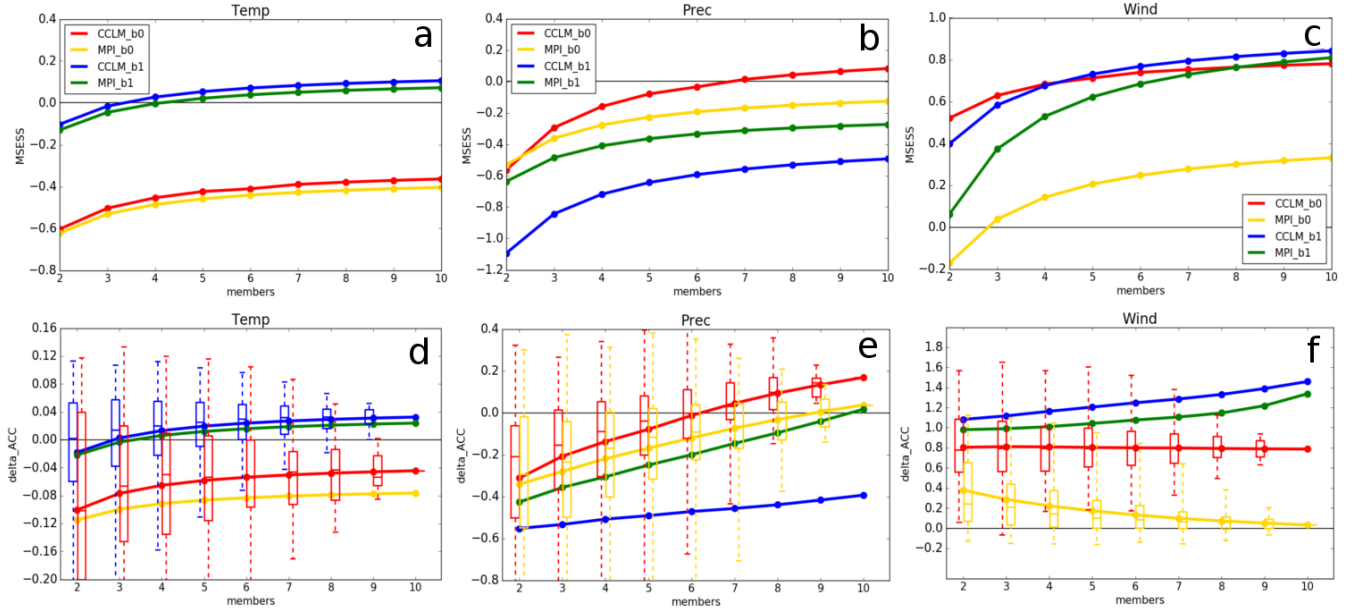 Temp
a
CCLM_b0
MPI_b0
CCLM_b1
MPI_b1
MSESS
0.4
0.2
0.0
−0.2
−0.4
−0.6
−0.8
2 3 4 5 6 7 8 9 10
members
Prec
b
CCLM_b0
MPI_b0
CCLM_b1
MPI_b1
MSESS
0.4
0.2
0.0
−0.2
−0.4
−0.6
−0.8
−1.0
−1.2
2 3 4 5 6 7 8 9 10
members
Wind
c
MSESS
1.0
0.8
0.6
0.4
0.2
0.0
−0.2
CCLM_b0
MPI_b0
CCLM_b1
MPI_b1
2 3 4 5 6 7 8 9 10
members
Temp
d
delta_ACC
0.16
0.12
0.08
0.04
0.00
−0.04
−0.08
−0.12
−0.16
−0.20
2 3 4 5 6 7 8 9 10
members
Prec
e
delta_ACC
0.4
0.2
0.0
−0.2
−0.4
−0.6
−0.8
2 3 4 5 6 7 8 9 10
members
Wind
f
delta_ACC
1.8
1.6
1.4
1.2
1.0
0.8
0.6
0.4
0.2
0.0
−0.2
2 3 4 5 6 7 8 9 10
members